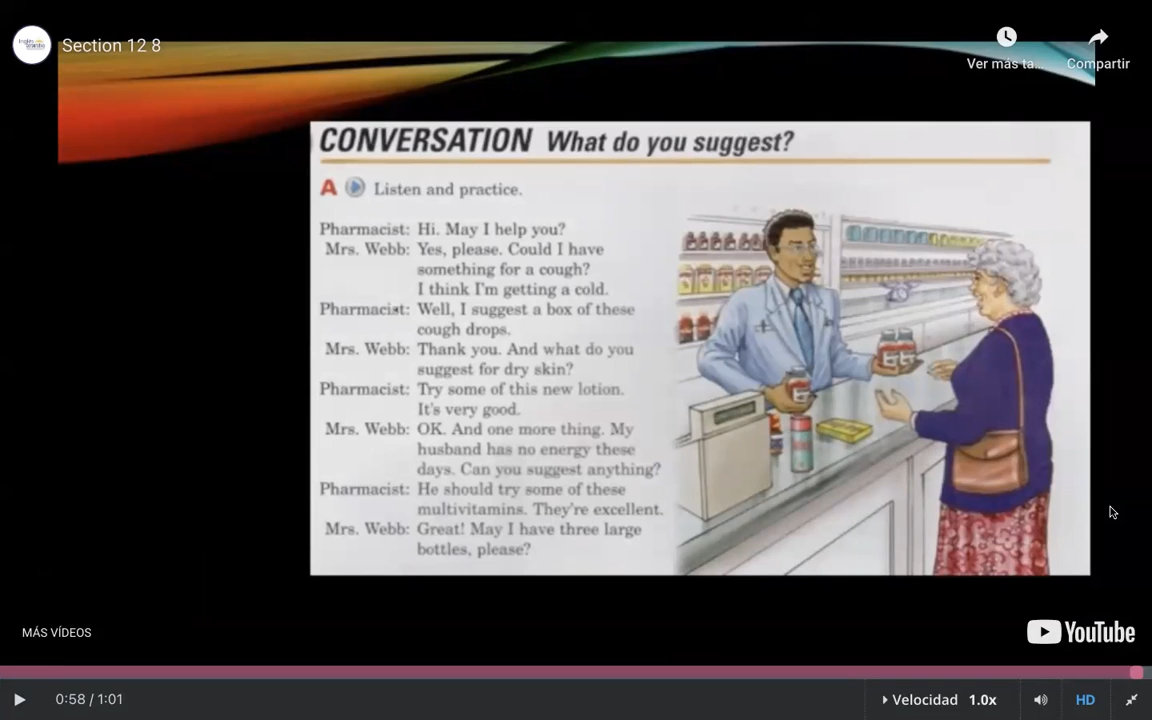 Section 12 8
Ver más ta...
Compartir
CONVERSATION What do you suggest?
A Listen and practice.
Pharmacist: Hi. May I help you?
Mrs. Webb: Yes, please. Could I have
something for a cough?
I think I'm getting a cold.
Pharmacist: Well, I suggest a box of these
cough drops.
Mrs. Webb: Thank you. And what do you
suggest for dry skin?
Pharmacist: Try some of this new lotion.
It's very good.
Mrs. Webb: OK. And one more thing. My
husband has no energy these
days. Can you suggest anything?
Pharmacist: He should try some of these
multivitamins. They're excellent.
Mrs. Webb: Great! May I have three large
bottles, please?
MÁS VÍDEOS
YouTube
0:58 / 1:01
Velocidad 1.0x
HD